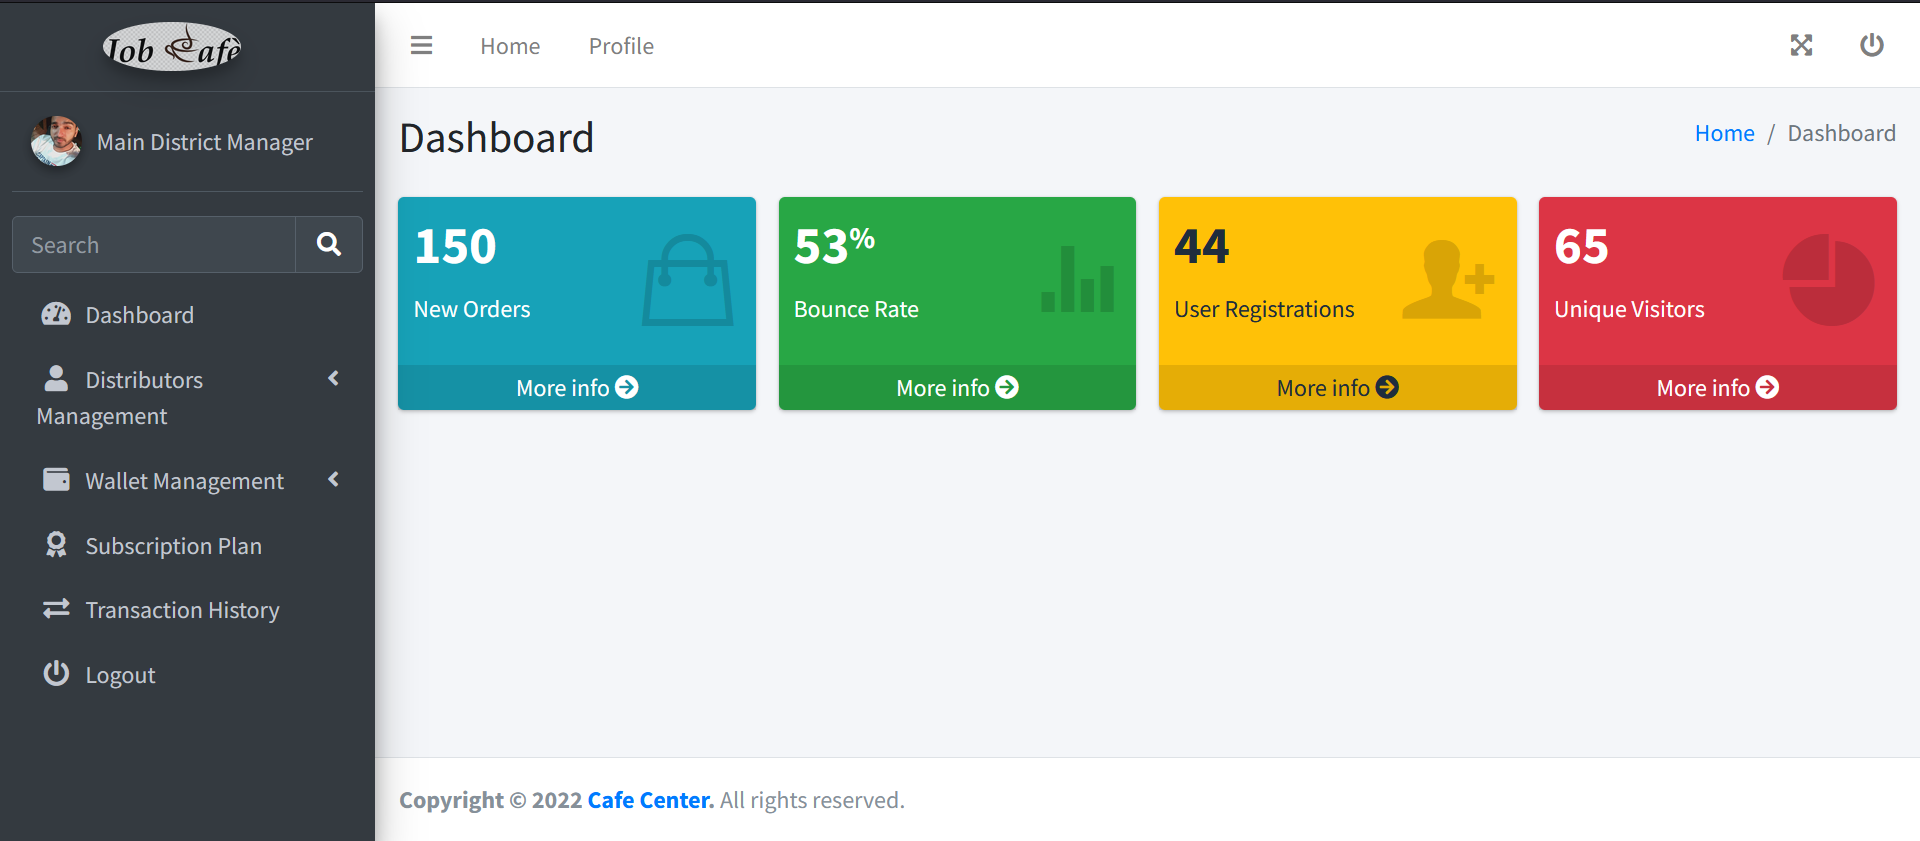 Job Cafè
Main District Manager
Search
Dashboard
Distributors
Management
Wallet Management
Subscription Plan
Transaction History
Logout
Home Profile
Dashboard
Home / Dashboard
150
New Orders
More info
53%
Bounce Rate
More info
44
User Registrations
More info
65
Unique Visitors
More info
Copyright © 2022 Cafe Center. All rights reserved.